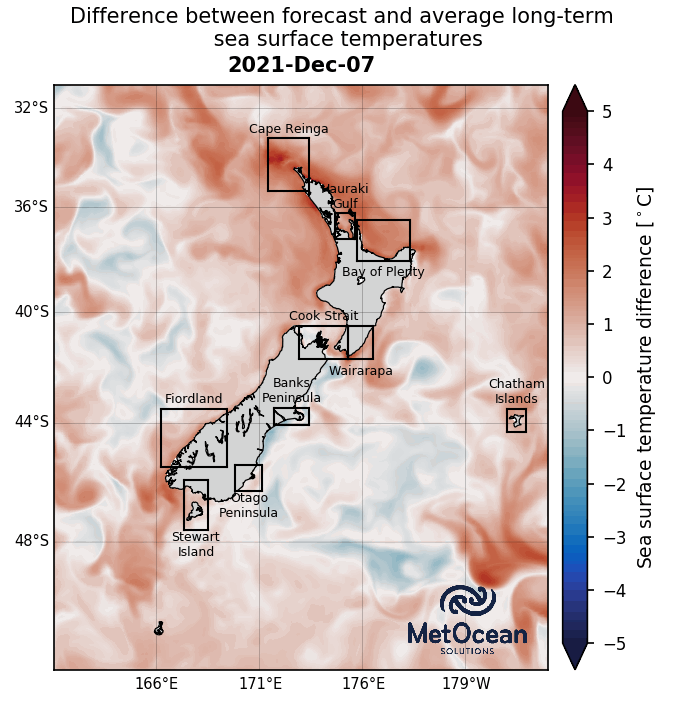 Difference between forecast and average long-term
sea surface temperatures
2021-Dec-07
32°S
36°S
40°S
44°S
48°S
Cape Reinga
Hauraki
Gulf
Bay of Plenty
Cook Strait
Wairarapa
Banks
Peninsula
Fiordland
Chatham
Islands
Otago
Peninsula
Stewart
Island
MetOcean
SOLUTIONS
166°E
171°E
176°E
179°W
5
4
3
2
1
0
−1
−2
−3
−4
−5
Sea surface temperature difference [°C]